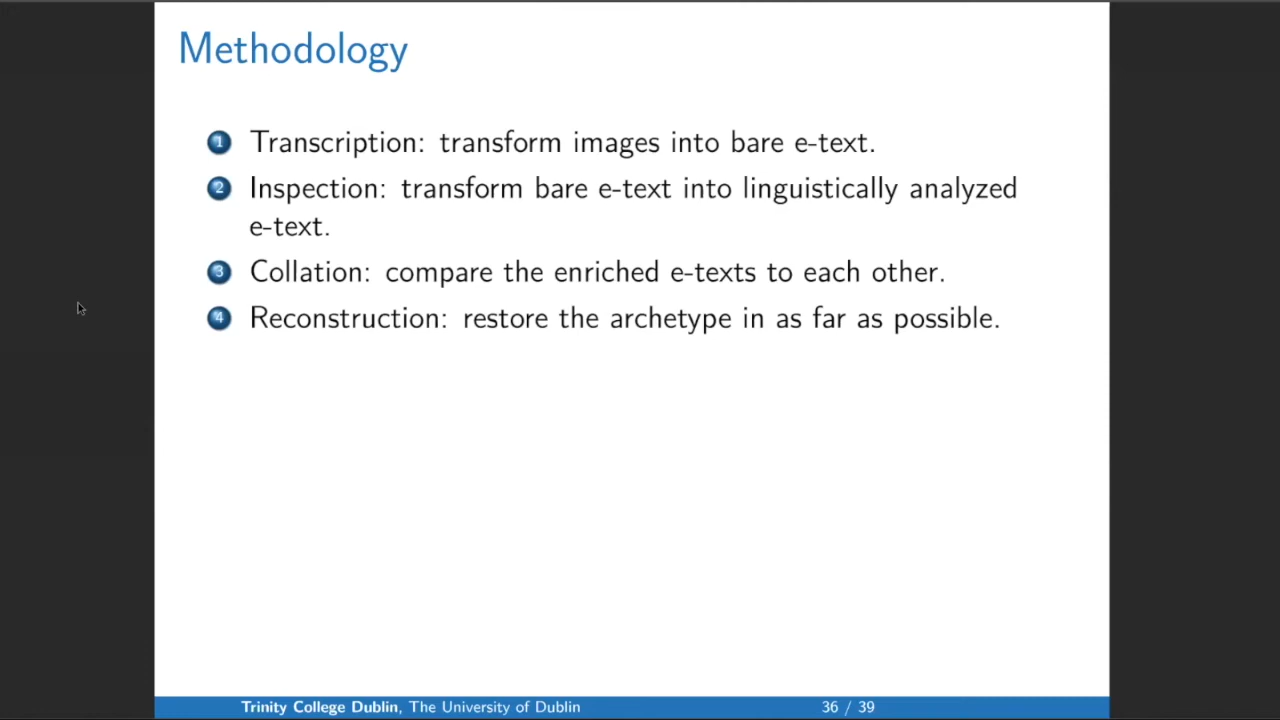 Methodology
1 Transcription: transform images into bare e-text.
2 Inspection: transform bare e-text into linguistically analyzed
e-text.
3 Collation: compare the enriched e-texts to each other.
4 Reconstruction: restore the archetype in as far as possible.
Trinity College Dublin, The University of Dublin 36 / 39